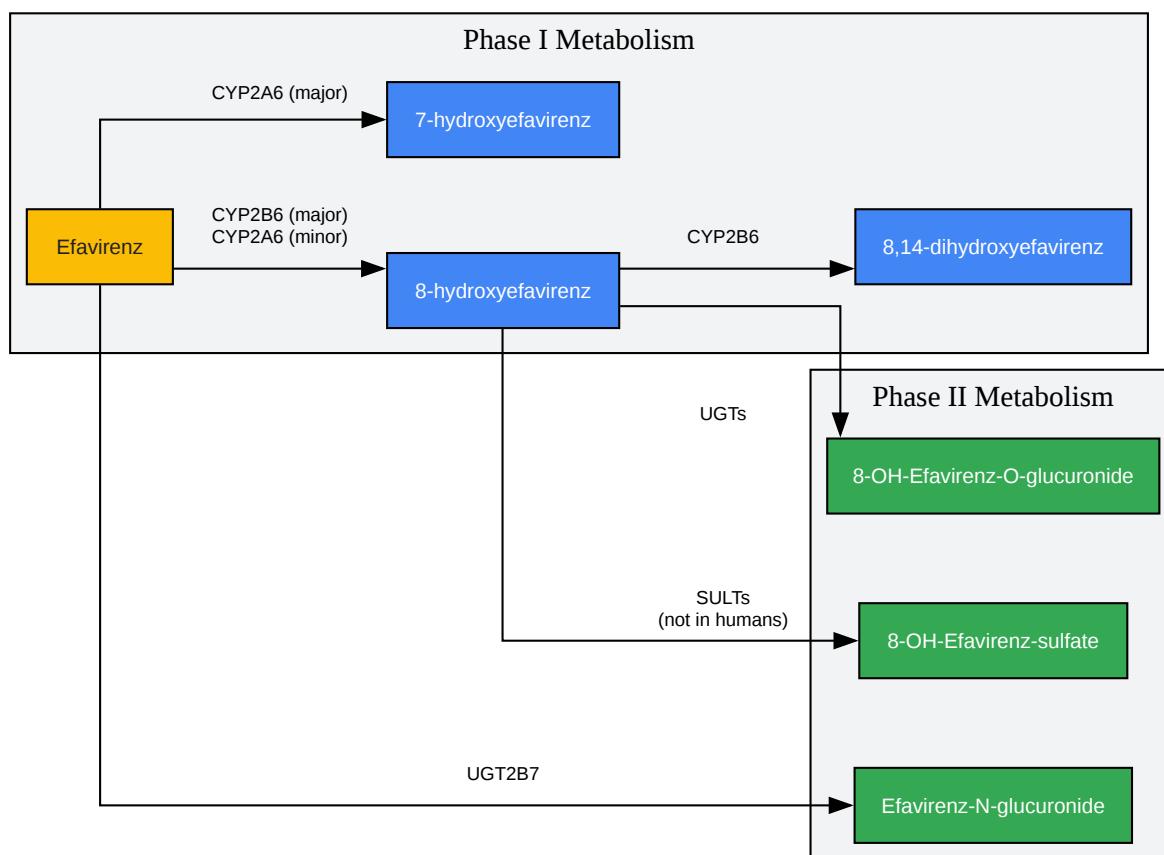 Phase I Metabolism
CYP2A6 (major)
7-hydroxyefavirenz
Efavirenz
CYP2B6 (major)
CYP2A6 (minor)
8-hydroxyefavirenz
CYP2B6
8,14-dihydroxyefavirenz
Phase II Metabolism
UGTs
8-OH-Efavirenz-O-glucuronide
SULTs
(not in humans)
8-OH-Efavirenz-sulfate
UGT2B7
Efavirenz-N-glucuronide